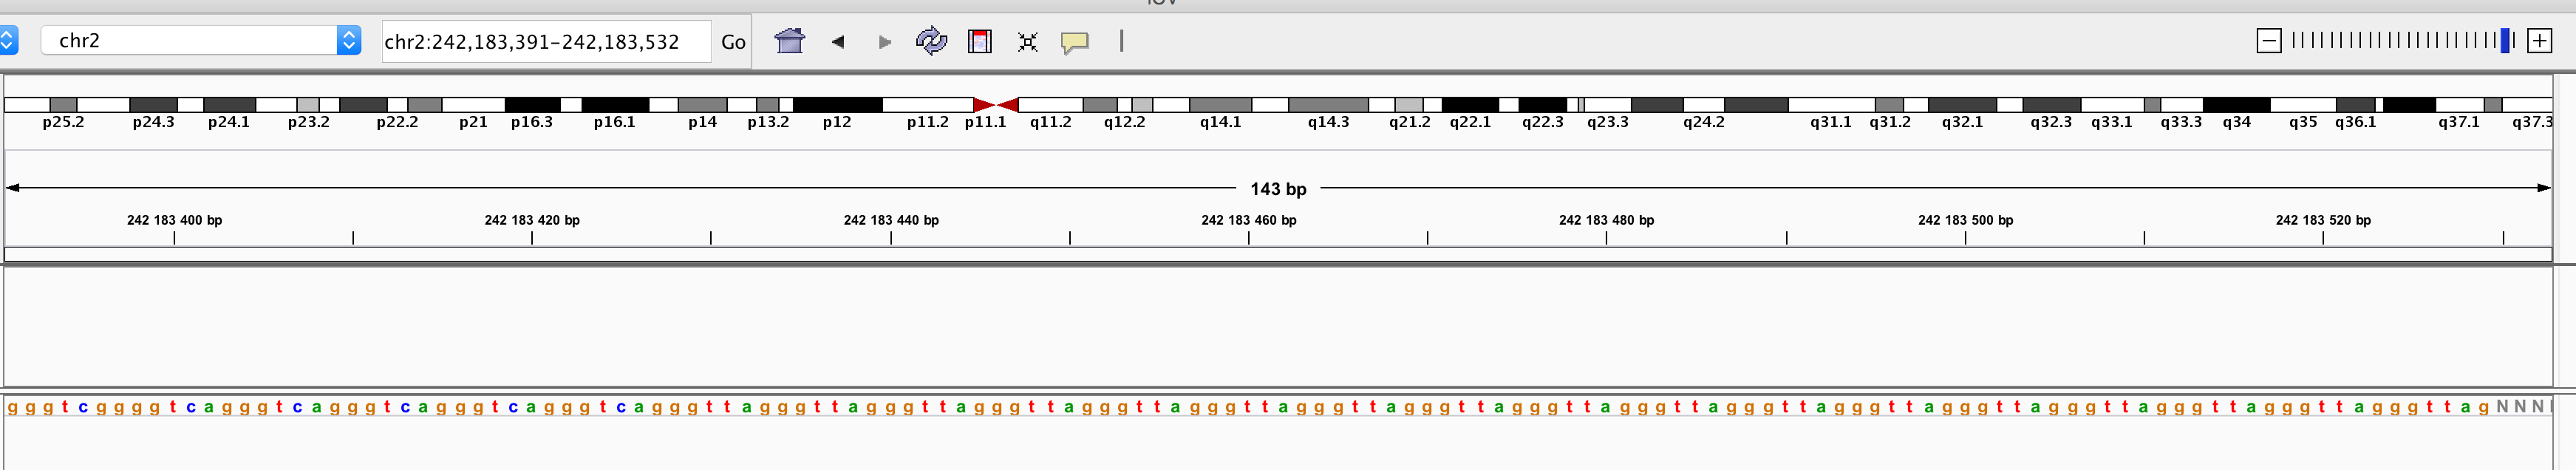 chr2
chr2:242,183,391-242,183,532 Go
p25.2 p24.3 p24.1 p23.2 p22.2 p21 p16.3 p16.1 p14 p13.2 p12 p11.2 p11.1 q11.2 q12.2 q14.1 q14.3 q21.2 q22.1 q22.3 q23.3 q24.2 q31.1 q31.2 q32.1 q32.3 q33.1 q33.3 q34 q35 q36.1 q37.1 q37.3
143 bp
242 183 400 bp 242 183 420 bp 242 183 440 bp 242 183 460 bp 242 183 480 bp 242 183 500 bp 242 183 520 bp
g g g t c g g g g t c a g g g t c a g g g t c a g g g t c a g g g t c a g g g t t a g g g t t a g g g t t a g g g t t a g g g t t a g g g t t a g g g t t a g g g t t a g g g t t a g g g t t a g g g t t a g g g t t a g g g t t a g g g t t a g g g t t a g g g t t a g g g t t a g N N N